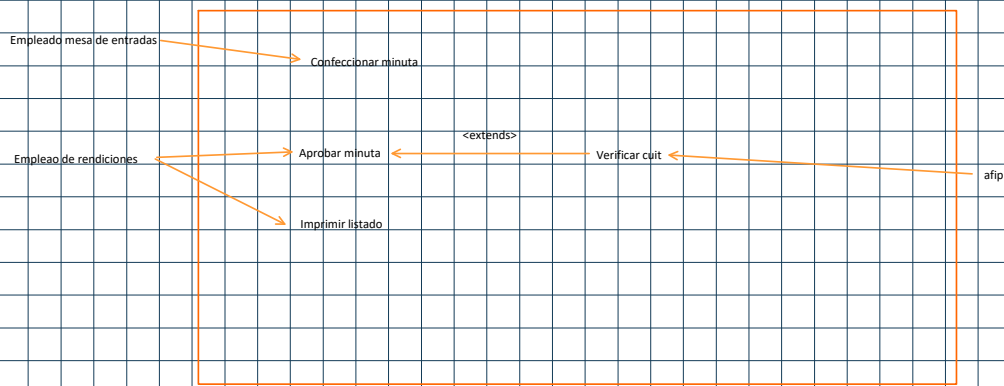 Empleado mesa de entradas
Confeccionar minuta
<extends>
Empleao de rendiciones
Aprobar minuta
Verificar cuit
afip
Imprimir listado